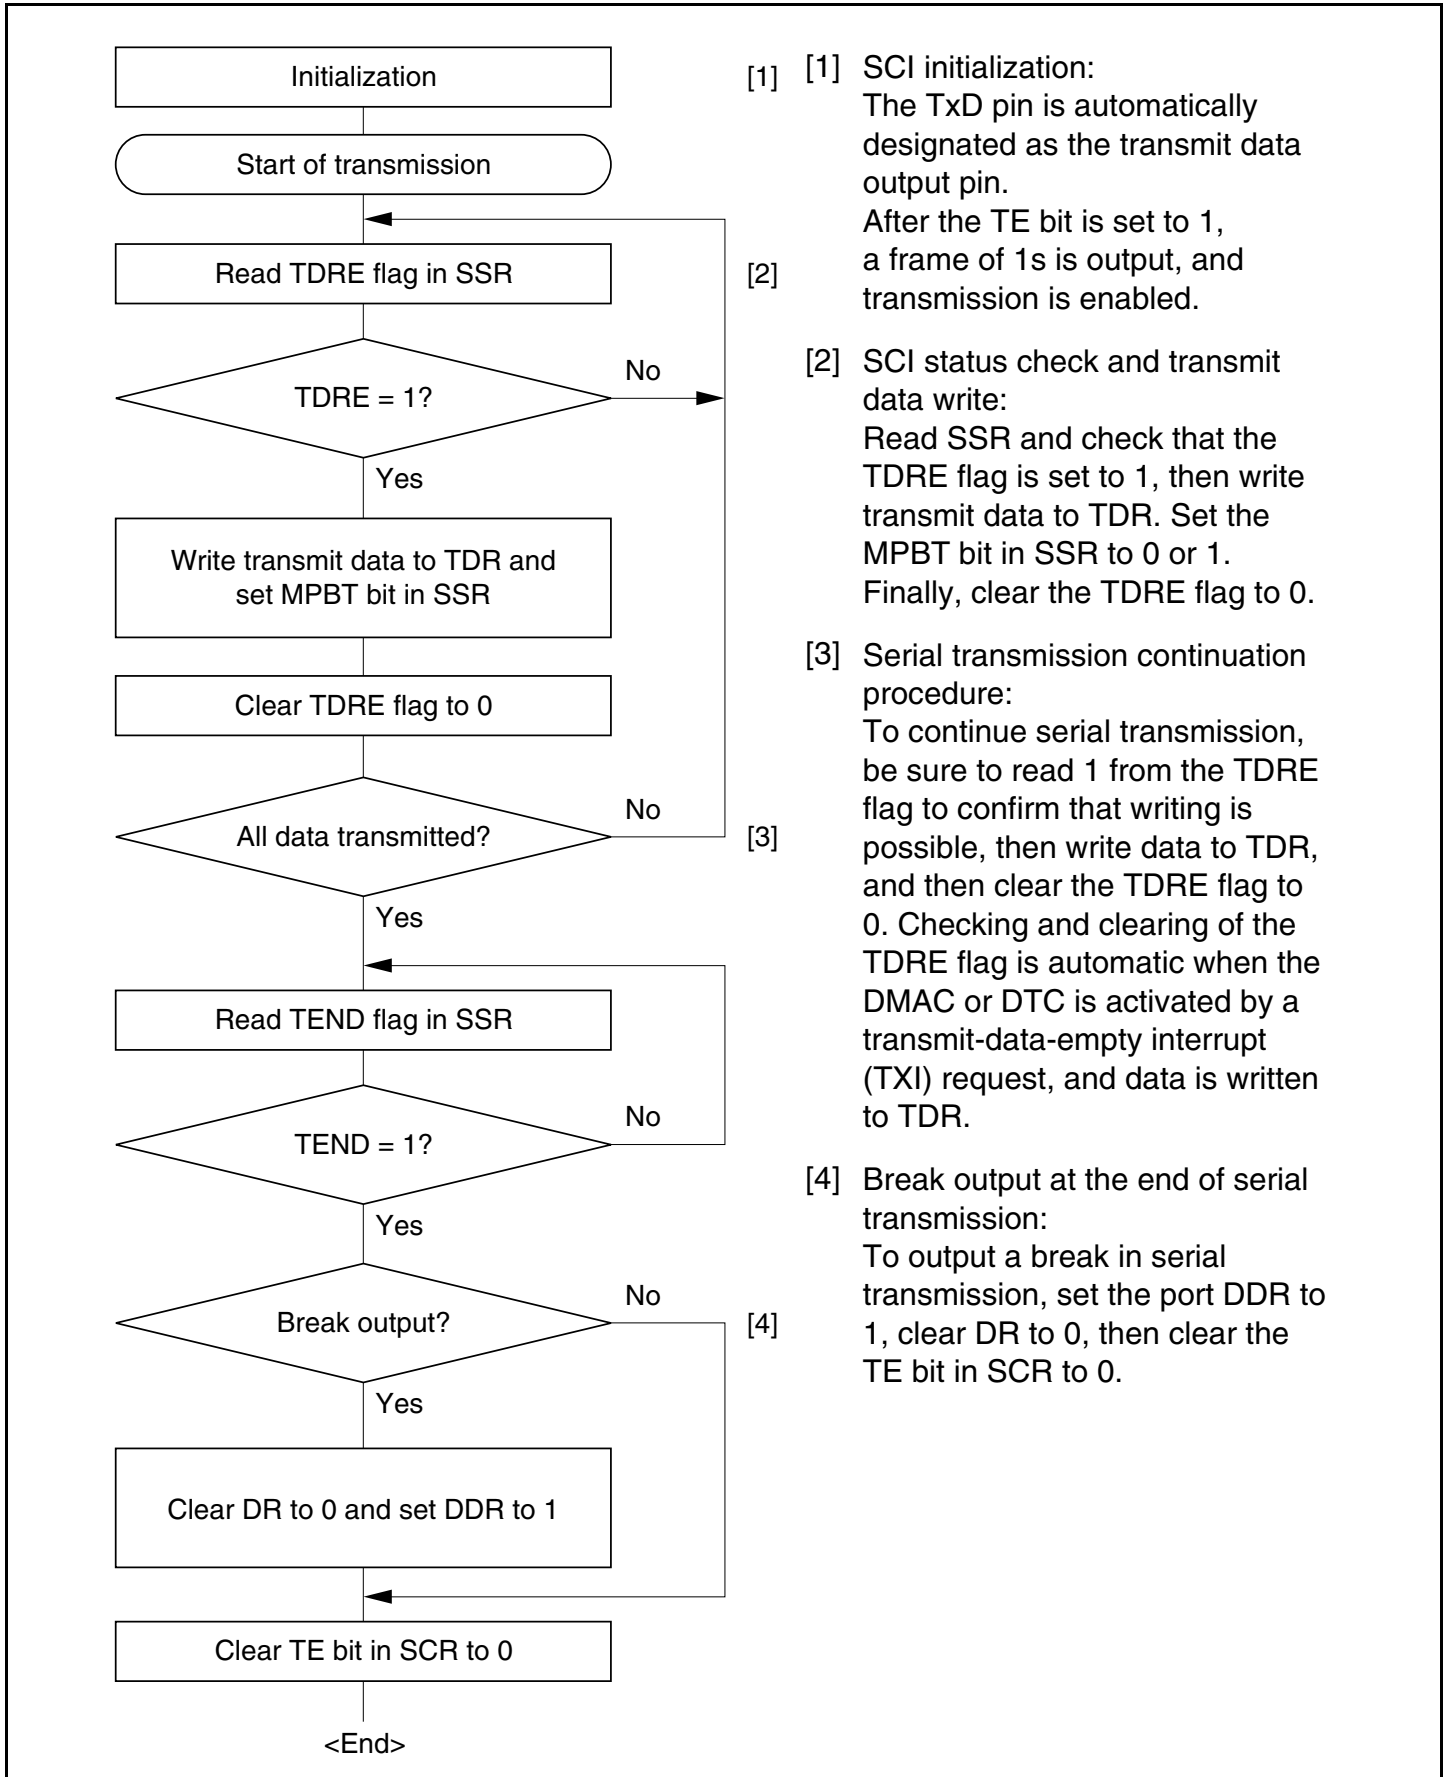 Initialization
[1]
Start of transmission
Read TDRE flag in SSR
[2]
TDRE = 1?
No
Yes
Write transmit data to TDR and
set MPBT bit in SSR
Clear TDRE flag to 0
All data transmitted?
No
[3]
Yes
Read TEND flag in SSR
TEND = 1?
No
Yes
Break output?
No
[4]
Yes
Clear DR to 0 and set DDR to 1
Clear TE bit in SCR to 0
<End>
[1] SCI initialization:
The TxD pin is automatically
designated as the transmit data
output pin.
After the TE bit is set to 1,
a frame of 1s is output, and
transmission is enabled.
[2] SCI status check and transmit
data write:
Read SSR and check that the
TDRE flag is set to 1, then write
transmit data to TDR. Set the
MPBT bit in SSR to 0 or 1.
Finally, clear the TDRE flag to 0.
[3] Serial transmission continuation
procedure:
To continue serial transmission,
be sure to read 1 from the TDRE
flag to confirm that writing is
possible, then write data to TDR,
and then clear the TDRE flag to
0. Checking and clearing of the
TDRE flag is automatic when the
DMAC or DTC is activated by a
transmit-data-empty interrupt
(TXI) request, and data is written
to TDR.
[4] Break output at the end of serial
transmission:
To output a break in serial
transmission, set the port DDR to
1, clear DR to 0, then clear the
TE bit in SCR to 0.